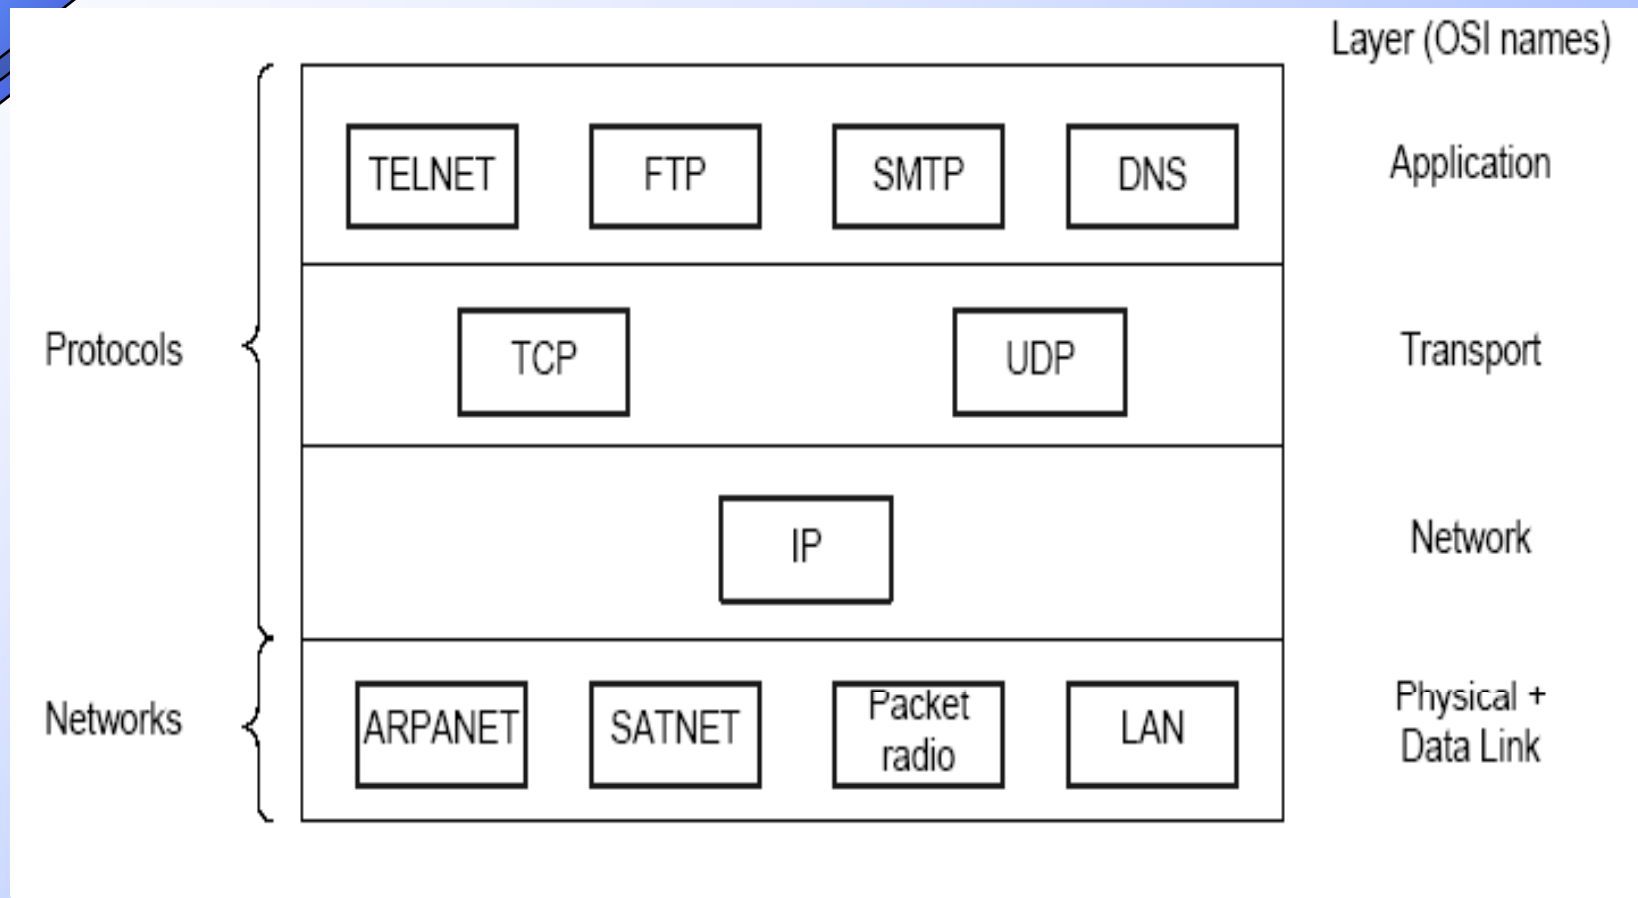 Layer (OSI names)
TELNET FTP SMTP DNS Application
Protocols TCP UDP Transport
IP Network
Networks ARPANET SATNET Packet radio LAN Physical +
Data Link